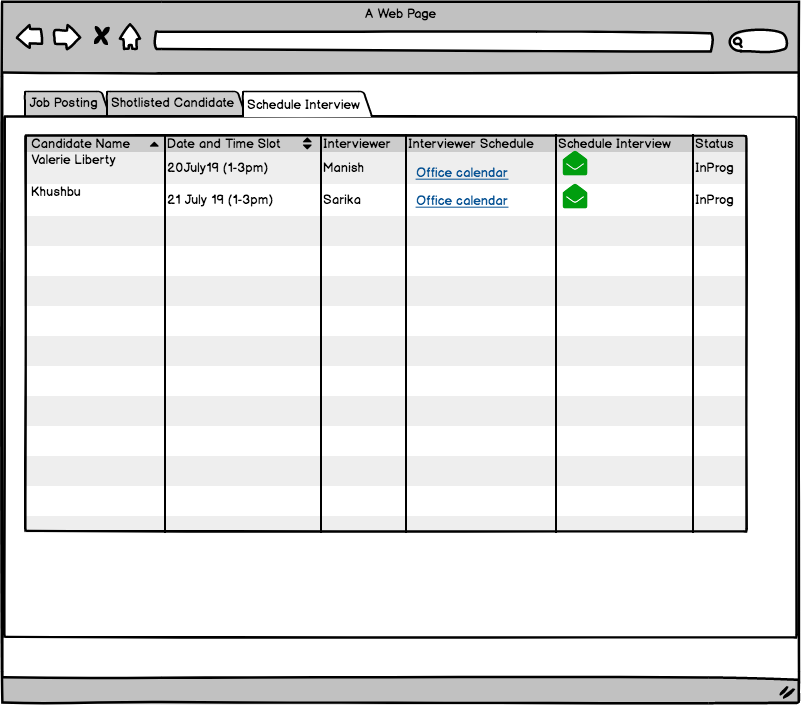 A Web Page
Job Posting Shotlisted Candidate Schedule Interview
Candidate Name Date and Time Slot Interviewer Interviewer Schedule Schedule Interview Status
Valerie Liberty 20July19 (1-3pm) Manish Office calendar InProg
Khushbu 21 July 19 (1-3pm) Sarika Office calendar InProg